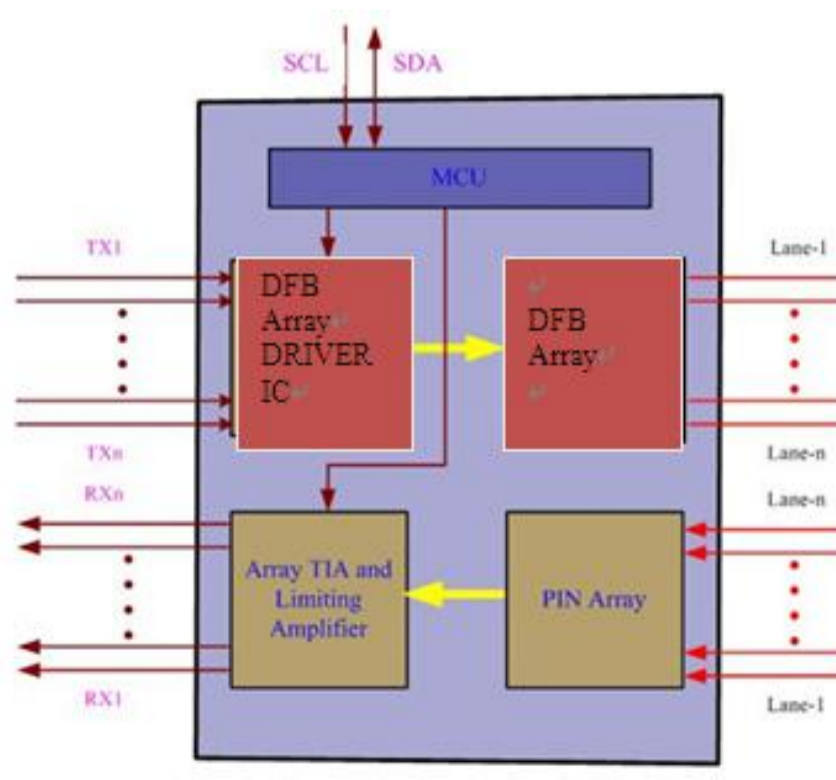 SCL SDA
MCU
TX1
Lane-1
DFB
Array↵
DRIVER
IC↵
↵
DFB
Array↵
↵
TXn
Lane-n
RXn
Lane-n
Array TIA and
Limiting
Amplifier
PIN Array
RX1
Lane-1